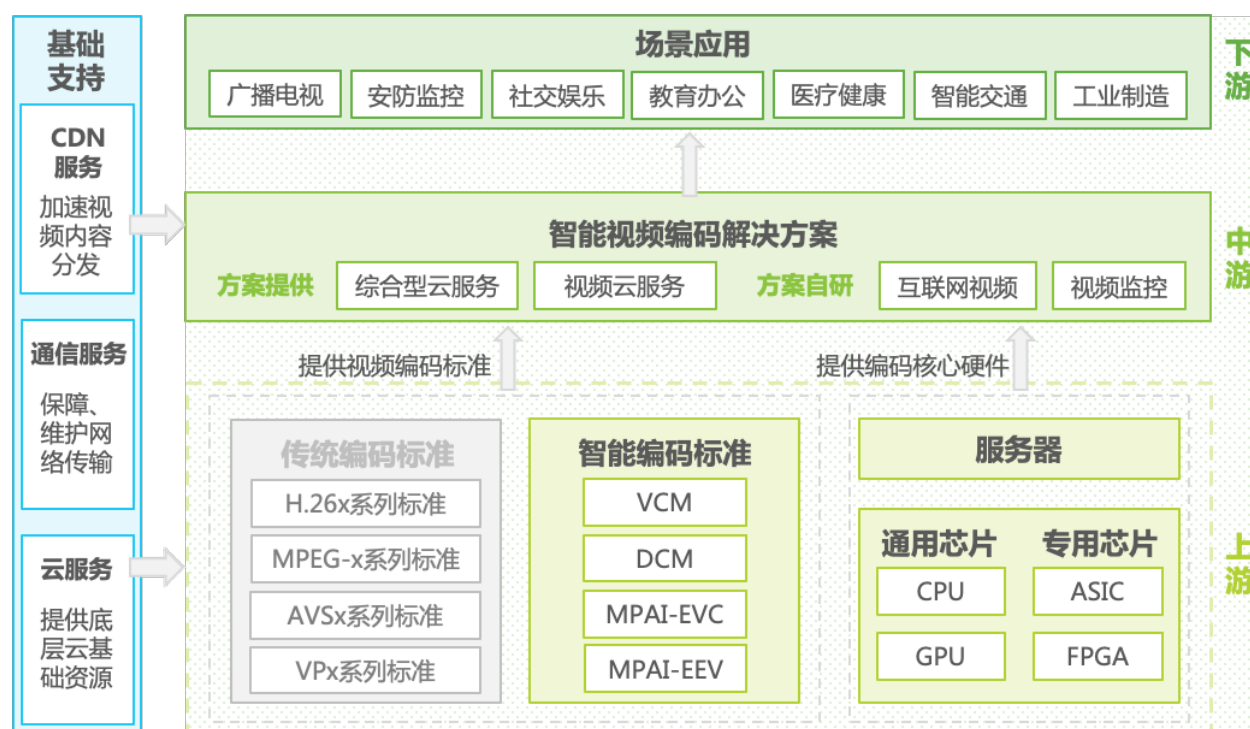 基础
支持
CDN
服务
加速视
频内容
分发
通信服务
保障、
维护网
络传输
云服务
提供底
层云基
础资源
场景应用
广播电视
安防监控
社交娱乐
教育办公
医疗健康
智能交通
工业制造
下
游
智能视频编码解决方案
方案提供
综合型云服务
视频云服务
方案自研
互联网视频
视频监控
中
游
提供视频编码标准
提供编码核心硬件
传统编码标准
H.26x系列标准
MPEG-x系列标准
AVSx系列标准
VPx系列标准
智能编码标准
VCM
DCM
MPAI-EVC
MPAI-EEV
服务器
通用芯片
CPU
GPU
专用芯片
ASIC
FPGA
上
游